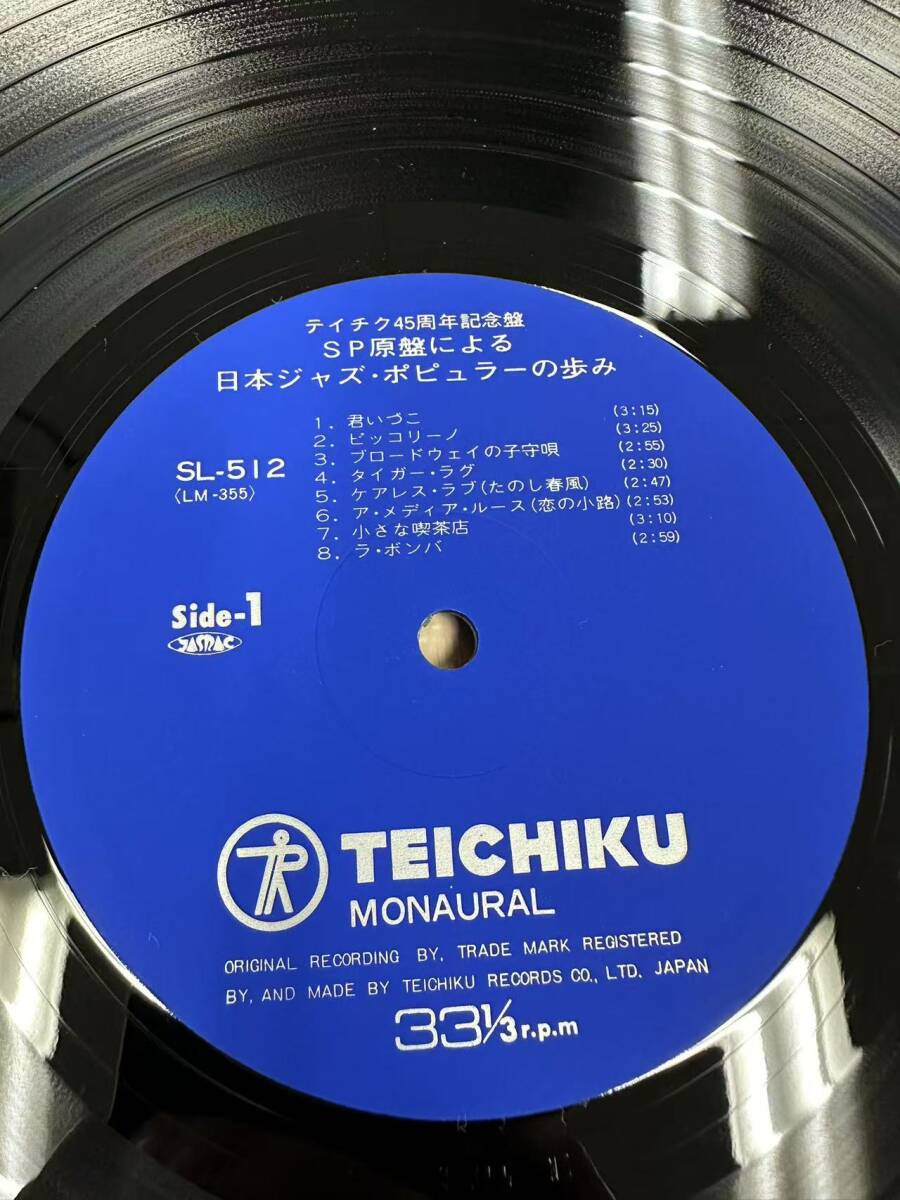 テイチク45周年記念盤
SP原盤による
日本ジャズ・ポピュラーの歩み
1. 君いづこ (3:15)
2. ピッコリーノ (3:25)
3. ブロードウェイの子守唄 (2:55)
4. タイガー・ラグ (2:30)
5. ケアレス・ラブ(たのし春風) (2:47)
6. ア・メディア・ルース(恋の小路) (2:53)
7. 小さな喫茶店 (3:10)
8. ラ・ボンバ (2:59)
SL-512
〈LM-355〉
Side-1
JASRAC
TEICHIKU
MONAURAL
ORIGINAL RECORDING BY, TRADE MARK REGISTERED
BY, AND MADE BY TEICHIKU RECORDS CO., LTD. JAPAN
33 1/3 r.p.m